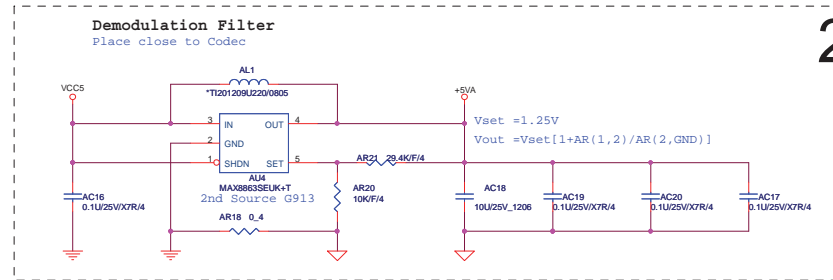 Demodulation Filter
Place close to Codec
2
VCC5
AL1
*TI201209U220/0805
+5VA
3 IN OUT 4
2 GND
1 SHDN SET 5
AU4
MAX8863SEUK+T
2nd Source G913
AR21 29.4K/F/4
AR20
10K/F/4
AR18 0_4
Vset =1.25V
Vout =Vset[1+AR(1,2)/AR(2,GND)]
AC16
0.1U/25V/X7R/4
AC18
10U/25V_1206
AC19
0.1U/25V/X7R/4
AC20
0.1U/25V/X7R/4
AC17
0.1U/25V/X7R/4